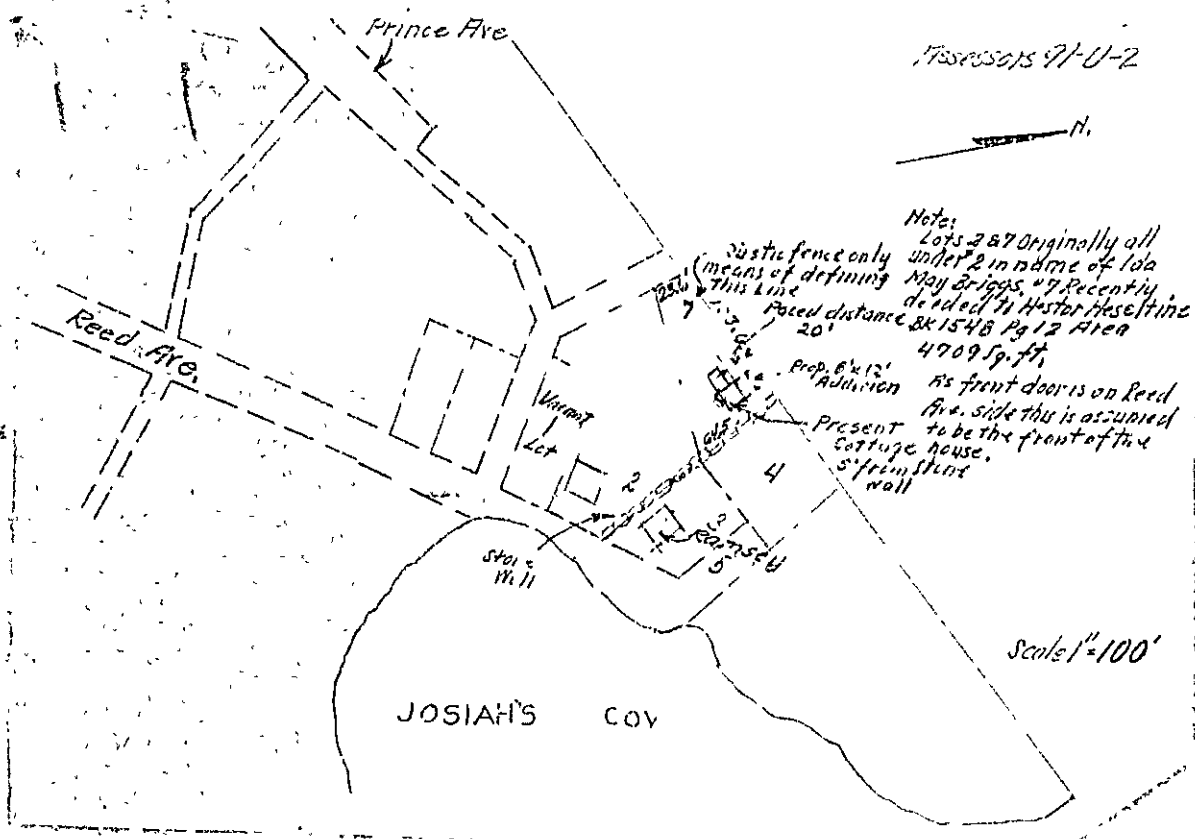 Prince Ave
Assessors 91-U-2
N.
Note:
Lots 2 & 7 Originally all
under 2 in name of Ida
May Briggs. #7 Recently
deeded to Hestor Heseltine
BK 1548 Pg 12 Area
4709 Sq. ft.
As front door is on Reed
Ave. side this is assumed
to be the front of the
house.
fence only
means of defining
This Line
7
Paced distance
20'
Prop. 8'x12'
Addition
Present
Cottage
5' from stone
wall
Reed Ave.
Vacant
Lot
2
4
Ramsey
5
Stone
Wall
Scale 1"=100'
JOSIAH'S COV